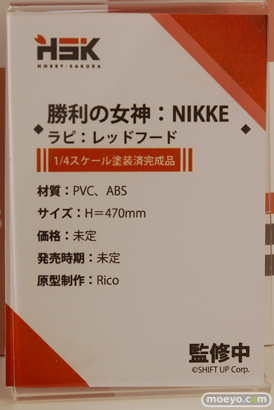 HSK
HOBBY SAKURA
勝利の女神：NIKKE
ラピ：レッドフード
1/4スケール塗装済完成品
材質：PVC、ABS
サイズ：H＝470mm
価格：未定
発売時期：未定
原型制作：Rico
監修中
©SHIFT UP Corp.
moeyo.com